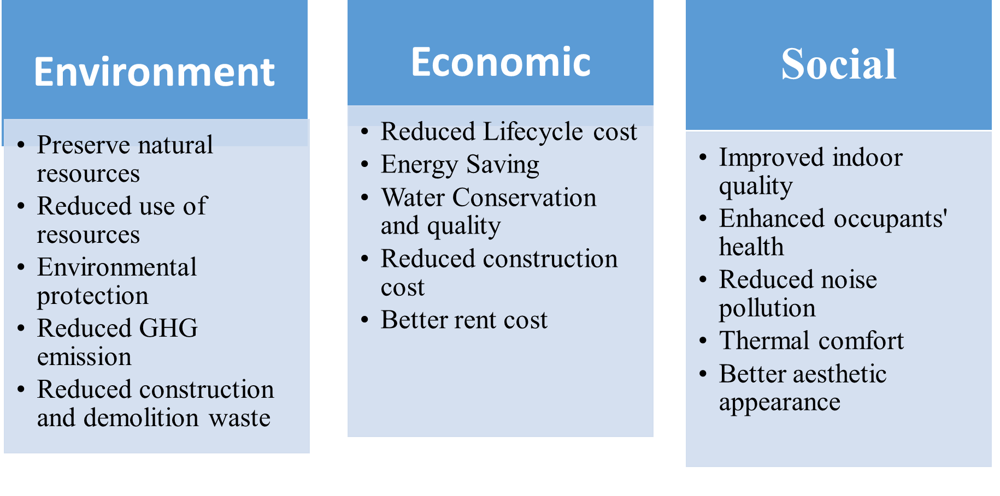 Environment
• Preserve natural
resources
• Reduced use of
resources
• Environmental
protection
• Reduced GHG
emission
• Reduced construction
and demolition waste
Economic
• Reduced Lifecycle cost
• Energy Saving
• Water Conservation
and quality
• Reduced construction
cost
• Better rent cost
Social
• Improved indoor
quality
• Enhanced occupants'
health
• Reduced noise
pollution
• Thermal comfort
• Better aesthetic
appearance